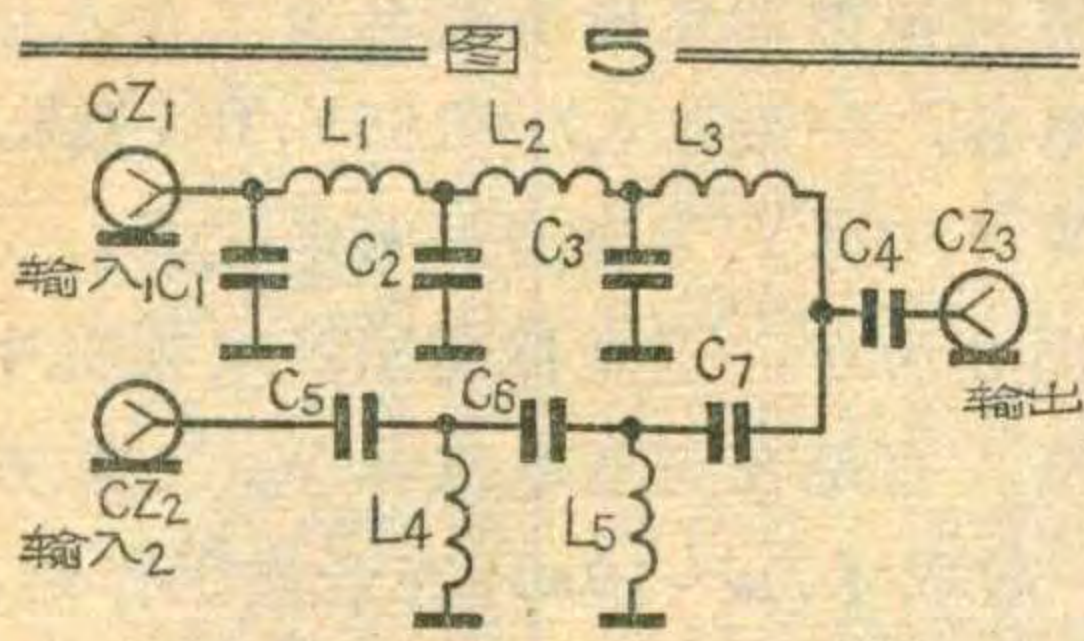 图 5
CZ₁ L₁ L₂ L₃
输入₁ C₁ C₂ C₃ C₄ CZ₃
输出
C₅ C₆ C₇
CZ₂ L₄ L₅
输入₂